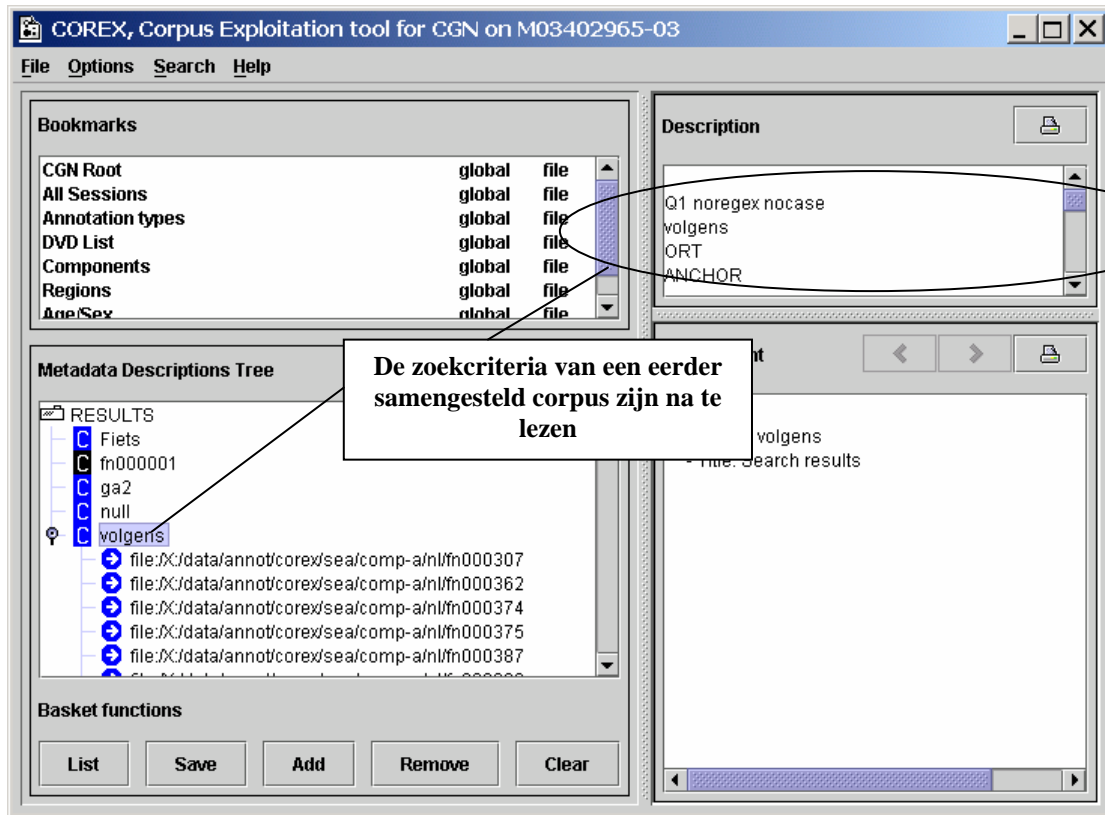 COREX, Corpus Exploitation tool for CGN on M03402965-03
File Options Search Help
Bookmarks
CGN Root global file
All Sessions global file
Annotation types global file
DVD List global file
Components global file
Regions global file
Age/Sex global file
Metadata Descriptions Tree
RESULTS
C Fiets
C fn000001
C ga2
C null
C volgens
file:/X:/data/annot/corex/sea/comp-a/nl/fn000307
file:/X:/data/annot/corex/sea/comp-a/nl/fn000362
file:/X:/data/annot/corex/sea/comp-a/nl/fn000374
file:/X:/data/annot/corex/sea/comp-a/nl/fn000375
file:/X:/data/annot/corex/sea/comp-a/nl/fn000387
Basket functions
List Save Add Remove Clear
De zoekcriteria van een eerder
samengesteld corpus zijn na te
lezen
Description
Q1 noregex nocase
volgens
ORT
ANCHOR
volgens
- Title: Search results